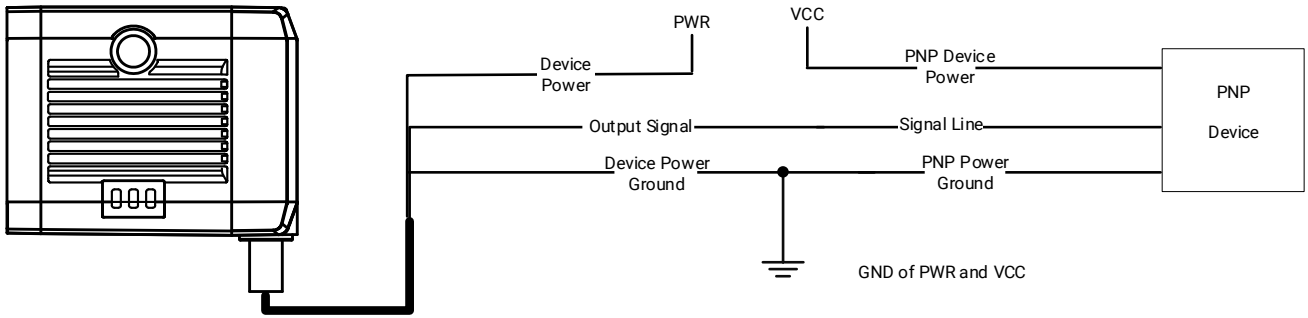 PWR
VCC
Device
Power
PNP Device
Power
PNP
Device
Output Signal
Signal Line
Device Power
Ground
PNP Power
Ground
GND of PWR and VCC